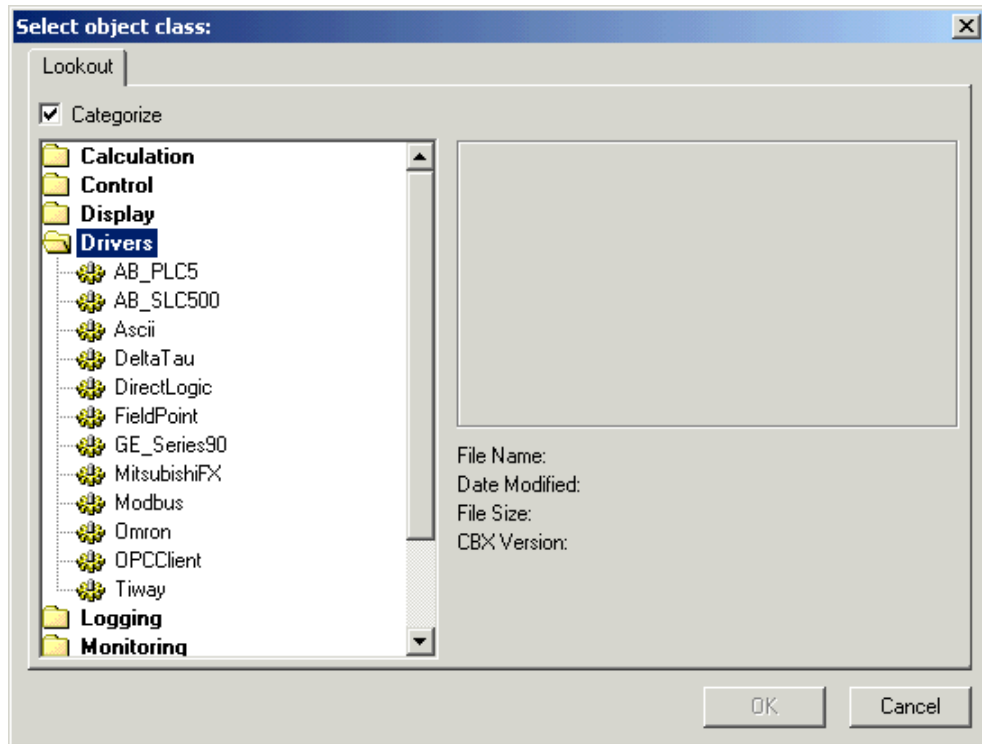 Select object class:
Lookout
Categorize
Calculation
Control
Display
Drivers
AB_PLC5
AB_SLC500
Ascii
DeltaTau
DirectLogic
FieldPoint
GE_Series90
MitsubishiFX
Modbus
Omron
OPCClient
Tiway
Logging
Monitoring
File Name:
Date Modified:
File Size:
CBX Version:
OK
Cancel